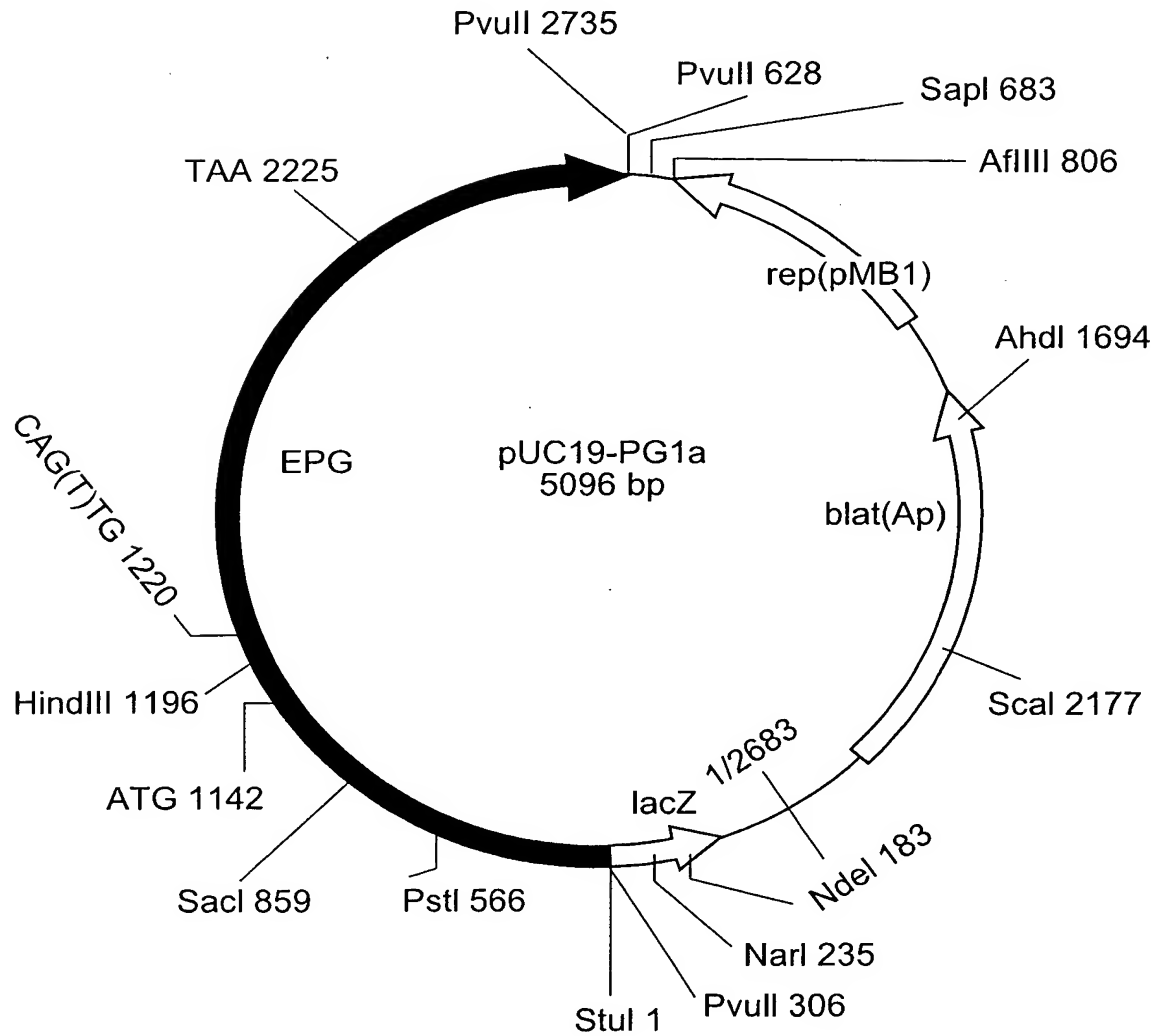 PvuII 2735
PvuII 628
SapI 683
AflIII 806
TAA 2225
rep(pMB1)
AhdI 1694
CAG(T)TG 1220
EPG
pUC19-PG1a
5096 bp
blat(Ap)
HindIII 1196
ScaI 2177
ATG 1142
1/2683
lacZ
NdeI 183
SacI 859
PstI 566
NarI 235
PvuII 306
StuI 1